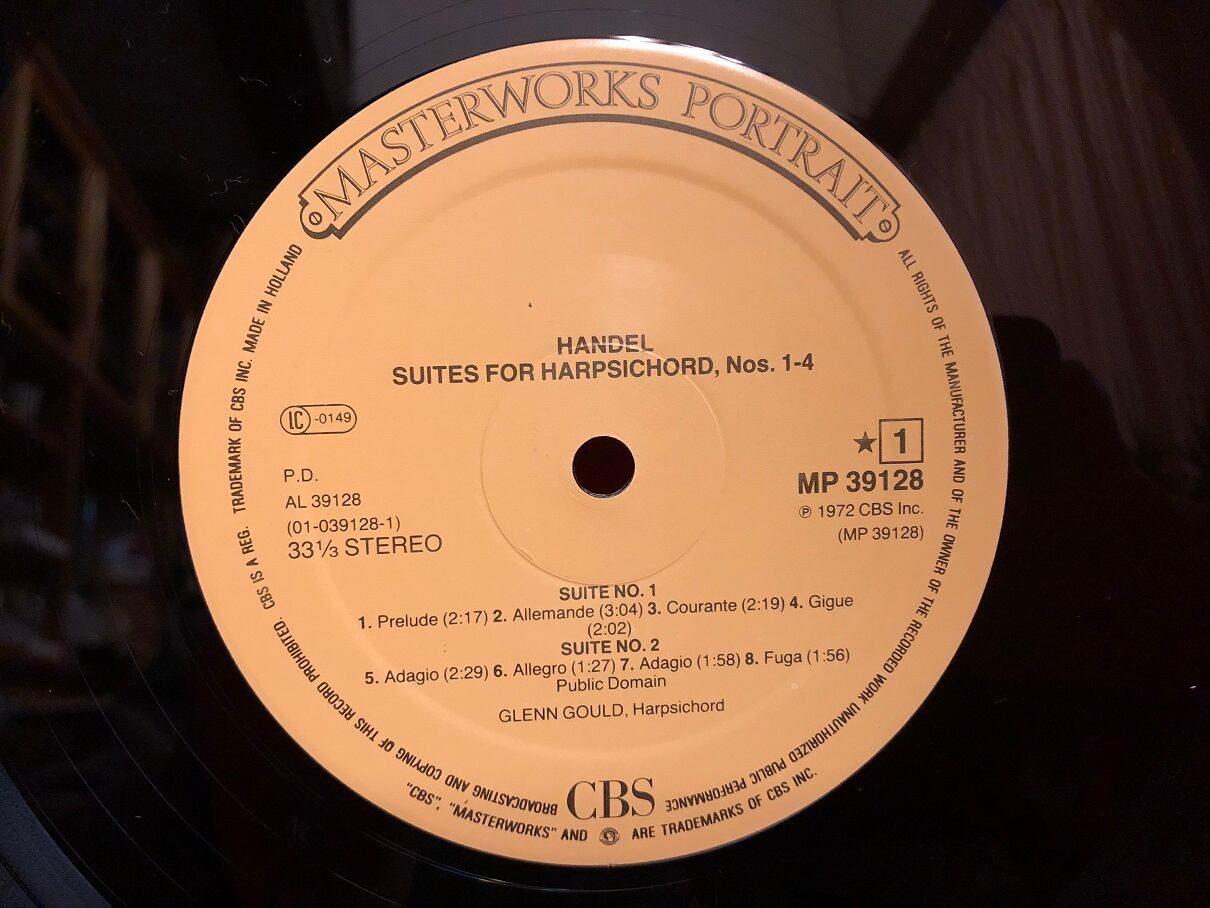 MASTERWORKS PORTRAIT
HANDEL
SUITES FOR HARPSICHORD, Nos. 1-4
LC -0149
P.D.
AL 39128
(01-039128-1)
33⅓ STEREO
★ 1
MP 39128
℗ 1972 CBS Inc.
(MP 39128)
SUITE NO. 1
1. Prelude (2:17) 2. Allemande (3:04) 3. Courante (2:19) 4. Gigue
(2:02)
SUITE NO. 2
5. Adagio (2:29) 6. Allegro (1:27) 7. Adagio (1:58) 8. Fuga (1:56)
Public Domain
GLENN GOULD, Harpsichord
CBS
ALL RIGHTS OF THE MANUFACTURER AND OF THE OWNER OF THE RECORDED WORK UNAUTHORIZED PUBLIC PERFORMANCE
BROADCASTING AND COPYING OF THIS RECORD PROHIBITED. CBS IS A REG. TRADEMARK OF CBS INC. MADE IN HOLLAND
"CBS", "MASTERWORKS" AND ARE TRADEMARKS OF CBS INC.